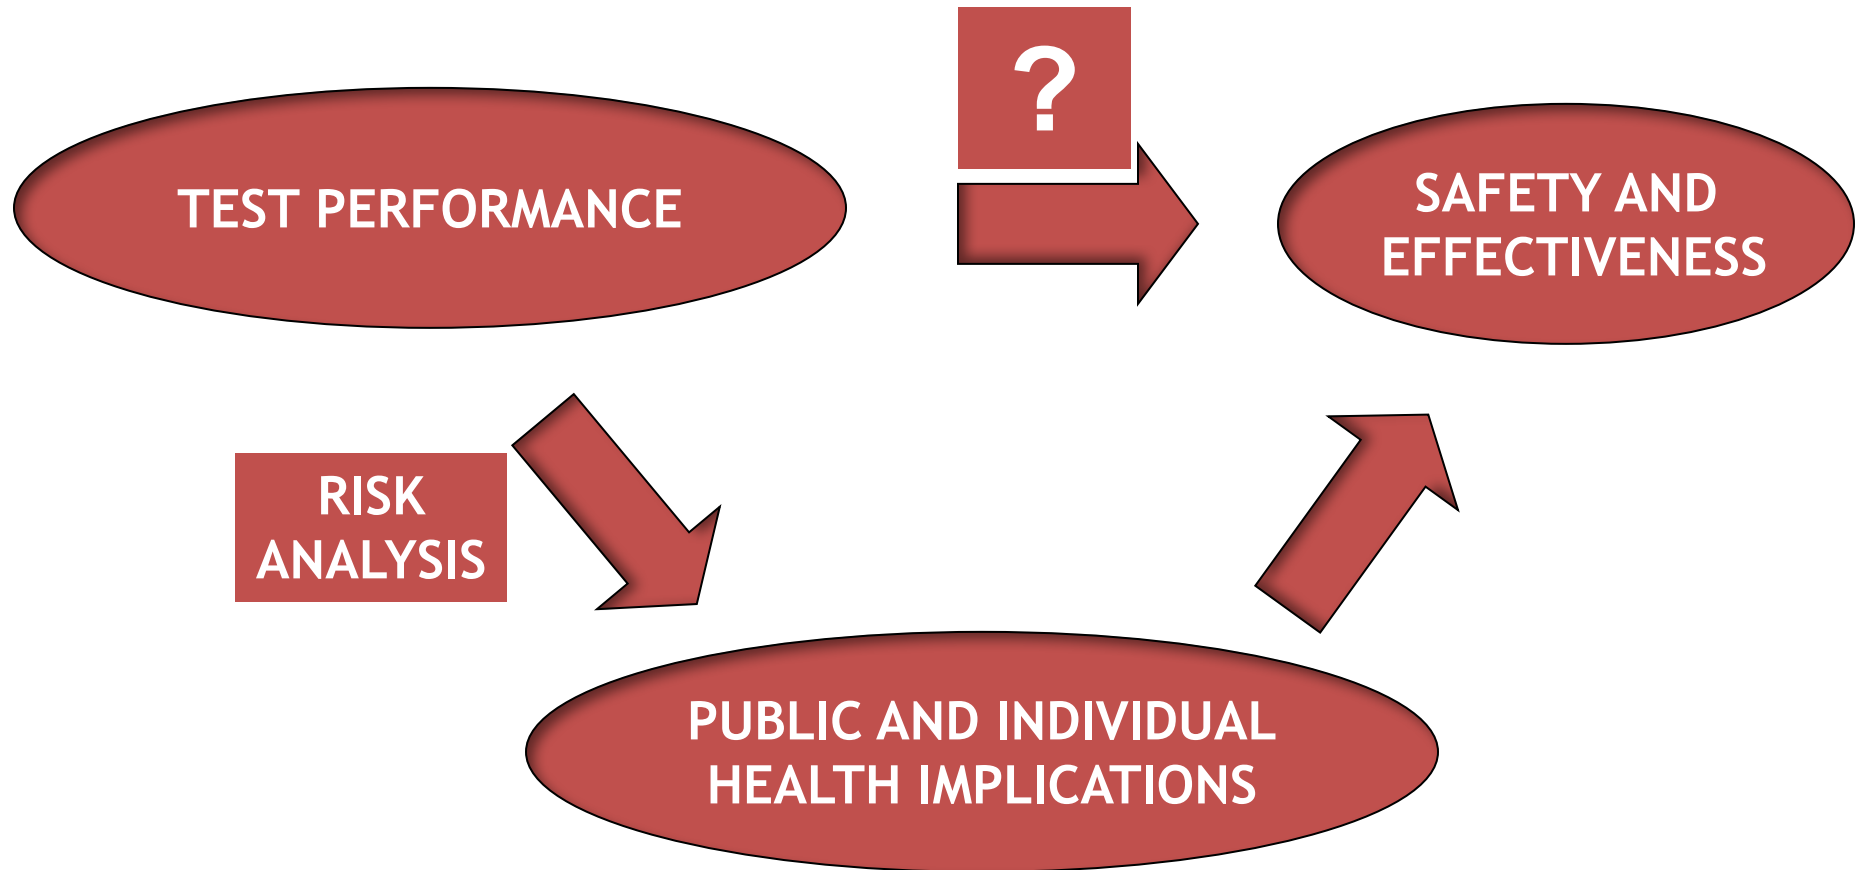 ?
TEST PERFORMANCE
SAFETY AND
EFFECTIVENESS
RISK
ANALYSIS
PUBLIC AND INDIVIDUAL
HEALTH IMPLICATIONS